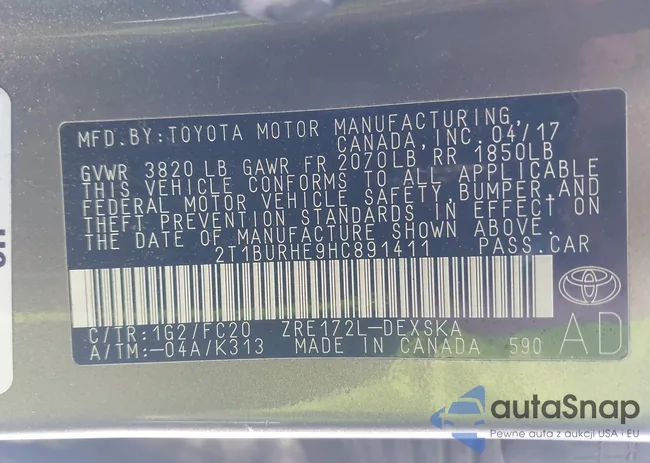 MFD.BY:TOYOTA MOTOR MANUFACTURING,
CANADA,INC. 04/17
GVWR 3820 LB GAWR FR 2070LB, RR 1850LB
THIS VEHICLE CONFORMS TO ALL APPLICABLE
FEDERAL MOTOR VEHICLE SAFETY,BUMPER AND
THEFT PREVENTION STANDARDS IN EFFECT ON
THE DATE OF MANUFACTURE SHOWN ABOVE.
2T1BURHE9HC891411 PASS.CAR
C/TR:1G2/FC20 ZRE172L-DEXSKA
A/TM:-04A/K313 MADE IN CANADA 590
AD
autoSnap
Pewne auta z aukcji USA i EU